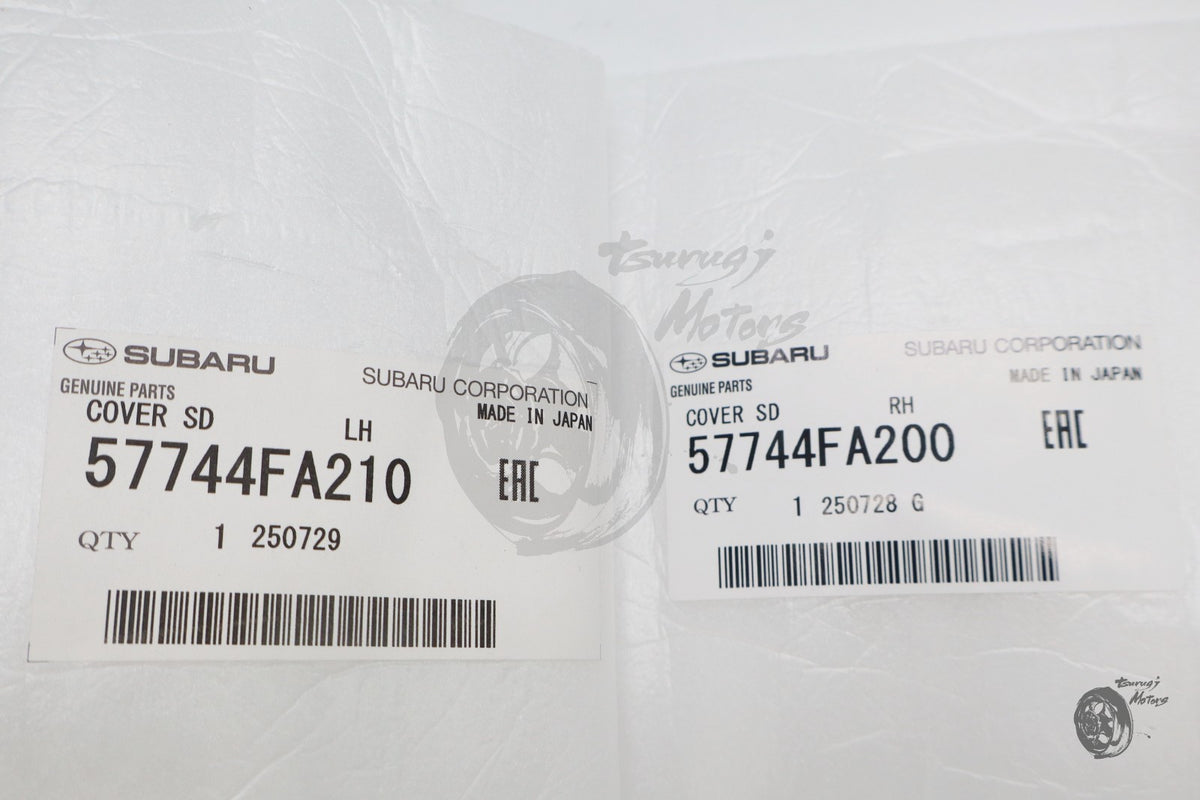 tsurugi
Motors
SUBARU
GENUINE PARTS
SUBARU CORPORATION
MADE IN JAPAN
COVER SD
LH
57744FA210
EAC
QTY
1 250729
SUBARU
GENUINE PARTS
SUBARU CORPORATION
MADE IN JAPAN
COVER SD
RH
57744FA200
EAC
QTY
1 250728 G
tsurugi
Motors